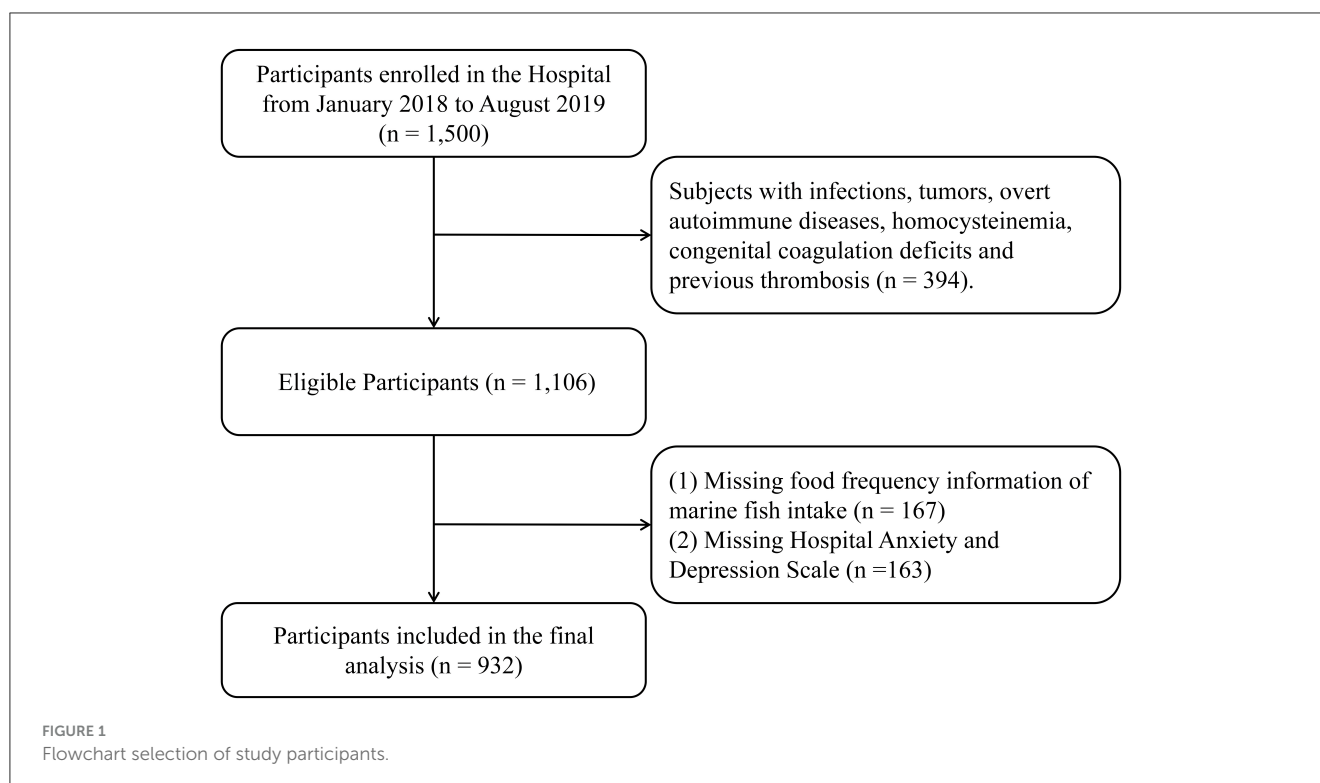 Participants enrolled in the Hospital
from January 2018 to August 2019
(n = 1,500)
Subjects with infections, tumors, overt
autoimmune diseases, homocysteinemia,
congenital coagulation deficits and
previous thrombosis (n = 394).
Eligible Participants (n = 1,106)
(1) Missing food frequency information of
marine fish intake (n = 167)
(2) Missing Hospital Anxiety and
Depression Scale (n =163)
Participants included in the final
analysis (n = 932)
FIGURE 1
Flowchart selection of study participants.